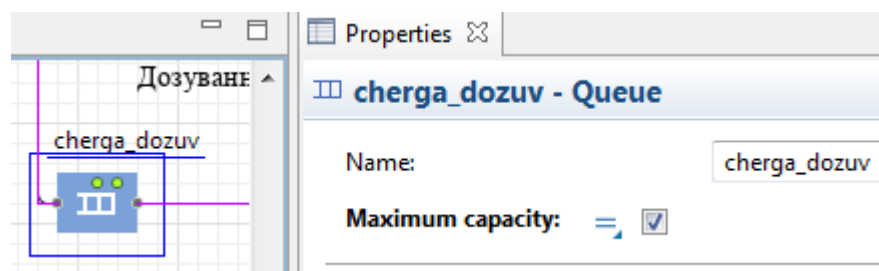 Properties
Дозуванн
cherga_dozuv - Queue
cherga_dozuv
Name:
cherga_dozuv
Maximum capacity: